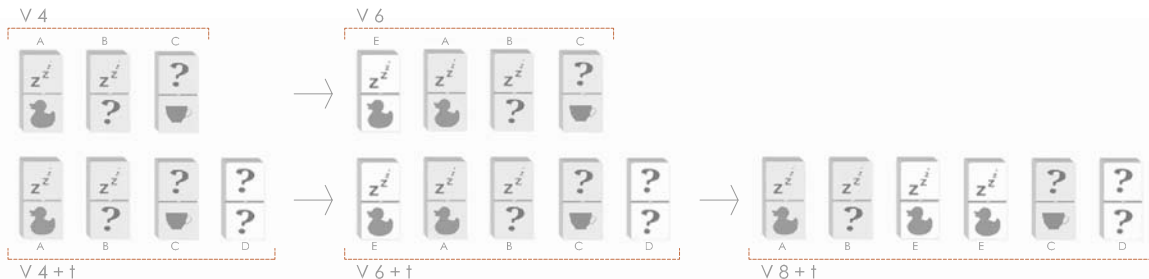 V 4 V 6
A B C E A B C
z z z z z z z z z ? z z z z z z z z z z z z ?
?  ?
z z z z z z ? ? z z z z z z z z z ? ? z z z z z z z z z z z z ? ?
? ? ? ? ? ?
A B C D E A B C D A B E E C D
V 4 + t V 6 + t V 8 + t